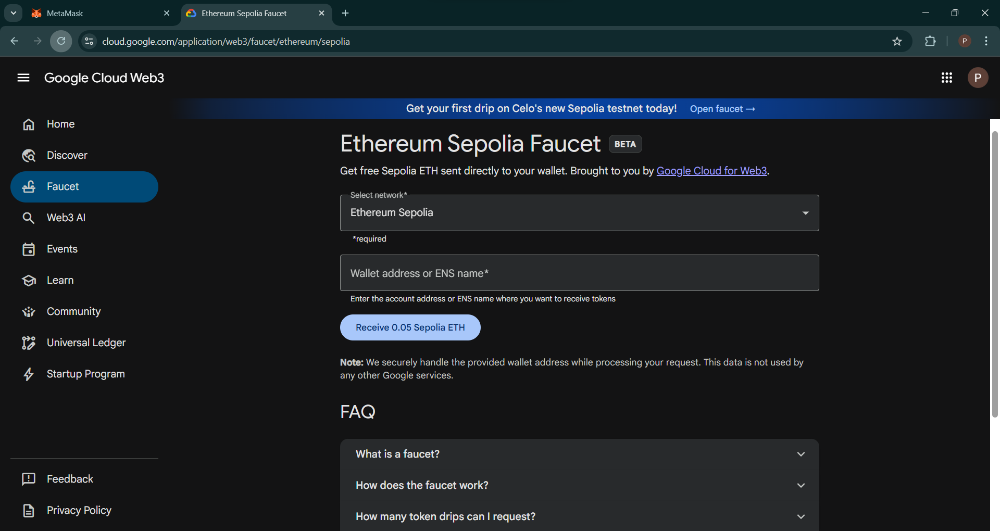 MetaMask
Ethereum Sepolia Faucet
cloud.google.com/application/web3/faucet/ethereum/sepolia
P
Google Cloud Web3
P
Get your first drip on Celo's new Sepolia testnet today! Open faucet →
Home
Discover
Faucet
Web3 AI
Events
Learn
Community
Universal Ledger
Startup Program
Feedback
Privacy Policy
Ethereum Sepolia Faucet BETA
Get free Sepolia ETH sent directly to your wallet. Brought to you by Google Cloud for Web3.
Select network*
Ethereum Sepolia
*required
Wallet address or ENS name*
Enter the account address or ENS name where you want to receive tokens
Receive 0.05 Sepolia ETH
Note: We securely handle the provided wallet address while processing your request. This data is not used by
any other Google services.
FAQ
What is a faucet?
How does the faucet work?
How many token drips can I request?